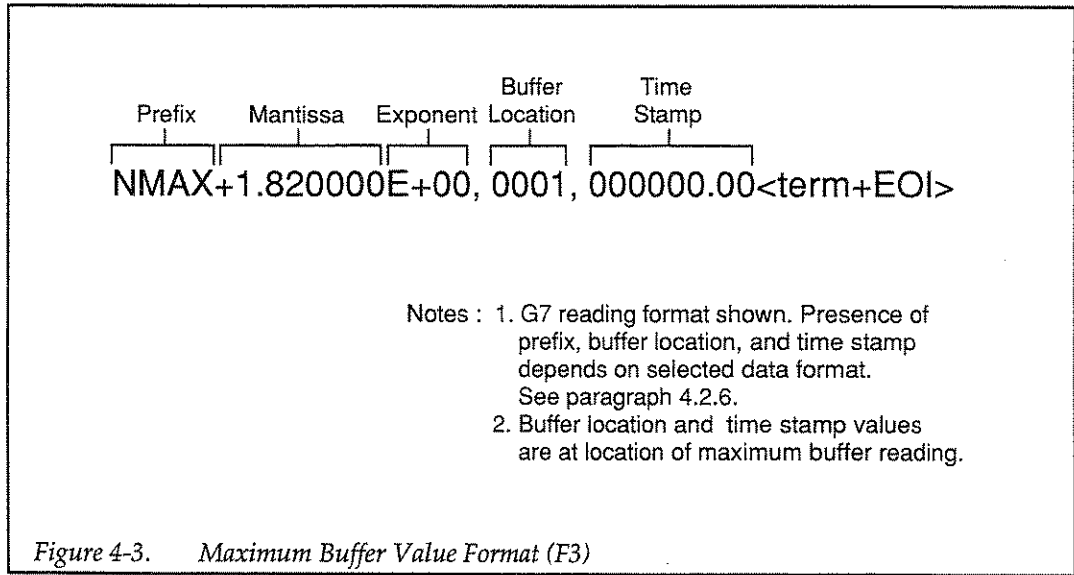 Buffer Time
Prefix Mantissa Exponent Location Stamp
NMAX+1.820000E+00, 0001, 000000.00<term+EOI>
Notes : 1. G7 reading format shown. Presence of
prefix, buffer location, and time stamp
depends on selected data format.
See paragraph 4.2.6.
2. Buffer location and time stamp values
are at location of maximum buffer reading.
Figure 4-3. Maximum Buffer Value Format (F3)